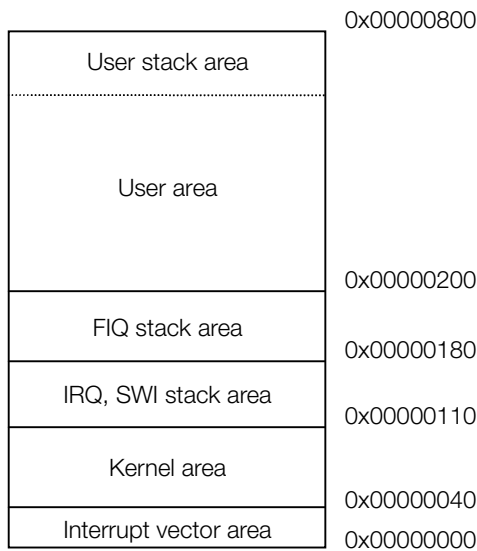 0x00000800
User stack area
User area
0x00000200
FIQ stack area
0x00000180
IRQ, SWI stack area
0x00000110
Kernel area
0x00000040
Interrupt vector area
0x00000000